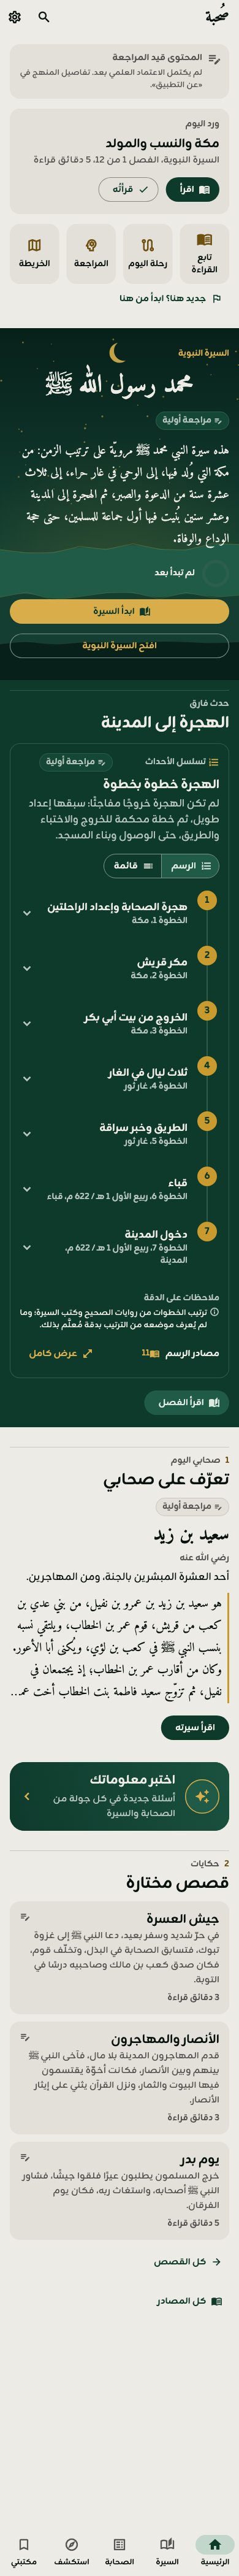 صُحبة
المحتوى قيد المراجعة
لم يكتمل الاعتماد العلمي بعد. تفاصيل المنهج في
«عن التطبيق».
ورد اليوم
مكة والنسب والمولد
السيرة النبوية، الفصل 1 من 12، 5 دقائق قراءة
اقرأ
قرأتُه
تابع
القراءة
رحلة اليوم
المراجعة
الخريطة
جديد هنا؟ ابدأ من هنا
السيرة النبوية
محمد رسول الله ﷺ
مراجعة أولية
هذه سيرة النبي محمد ﷺ مرويّة على ترتيب الزمن: من
مكة التي وُلد فيها، إلى الوحي في غار حراء، إلى ثلاث
عشرة سنة من الدعوة والصبر، ثم الهجرة إلى المدينة
وعشر سنين بُنيت فيها أول جماعة للمسلمين، حتى حجة
الوداع والوفاة.
لم تبدأ بعد
ابدأ السيرة
افتح السيرة النبوية
حدث فارق
الهجرة إلى المدينة
تسلسل الأحداث
مراجعة أولية
الهجرة خطوة بخطوة
لم تكن الهجرة خروجًا مفاجئًا؛ سبقها إعداد
طويل، ثم خطة محكمة للخروج والاختباء
والطريق، حتى الوصول وبناء المسجد.
الرسم
قائمة
1
هجرة الصحابة وإعداد الراحلتين
الخطوة 1، مكة
2
مكر قريش
الخطوة 2، مكة
3
الخروج من بيت أبي بكر
الخطوة 3، مكة
4
ثلاث ليال في الغار
الخطوة 4، غار ثور
5
الطريق وخبر سراقة
الخطوة 5، غار ثور
6
قباء
الخطوة 6، ربيع الأول 1 هـ / 622 م، قباء
7
دخول المدينة
الخطوة 7، ربيع الأول 1 هـ / 622 م،
المدينة
ملاحظات على الدقة
ترتيب الخطوات من روايات الصحيح وكتب السيرة؛ وما
لم يُعرف موضعه من الترتيب بدقة مُعلَّم بذلك.
مصادر الرسم
11
عرض كامل
اقرأ الفصل
1 صحابي اليوم
تعرّف على صحابي
مراجعة أولية
سعيد بن زيد
رضي الله عنه
أحد العشرة المبشرين بالجنة، ومن المهاجرين.
هو سعيد بن زيد بن عمرو بن نفيل، من بني عدي بن
كعب من قريش، قوم عمر بن الخطاب، ويلتقي نسبه
بنسب النبي ﷺ في كعب بن لؤي، ويُكنى أبا الأعور.
وكان من أقارب عمر بن الخطاب؛ إذ يجتمعان في
نفيل، ثم تزوّج سعيد فاطمة بنت الخطاب أخت عم...
اقرأ سيرته
اختبر معلوماتك
أسئلة جديدة في كل جولة من
الصحابة والسيرة
2 حكايات
قصص مختارة
جيش العسرة
في حرّ شديد وسفر بعيد، دعا النبي ﷺ إلى غزوة
تبوك، فتسابق الصحابة في البذل، وتخلّف قوم،
فكان صدق كعب بن مالك وصاحبيه درسًا في
التوبة.
3 دقائق قراءة
الأنصار والمهاجرون
قدم المهاجرون المدينة بلا مال، فآخى النبي ﷺ
بينهم وبين الأنصار، فكانت أخوّة يتقاسمون
فيها البيوت والثمار، ونزل القرآن يثني على إيثار
الأنصار.
3 دقائق قراءة
يوم بدر
خرج المسلمون يطلبون عيرًا فلقوا جيشًا، فشاور
النبي ﷺ أصحابه، واستغاث ربه، فكان يوم
الفرقان.
5 دقائق قراءة
كل القصص
كل المصادر
الرئيسية
السيرة
الصحابة
استكشف
مكتبتي